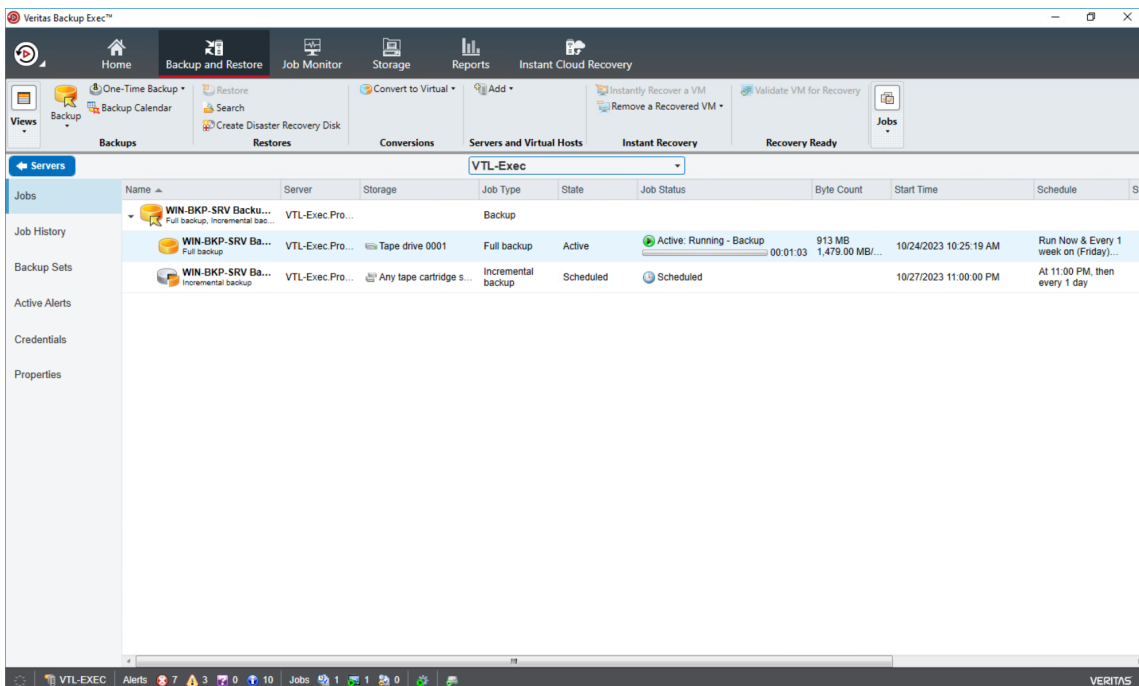 Veritas Backup Exec™
Home Backup and Restore Job Monitor Storage Reports Instant Cloud Recovery
Views
Backup
One-Time Backup
Backup Calendar
Backups
Restore
Search
Create Disaster Recovery Disk
Restores
Convert to Virtual
Conversions
Add
Servers and Virtual Hosts
Instantly Recover a VM
Remove a Recovered VM
Instant Recovery
Validate VM for Recovery
Recovery Ready
Jobs
Servers
VTL-Exec
Jobs
Job History
Backup Sets
Active Alerts
Credentials
Properties
Name Server Storage Job Type State Job Status Byte Count Start Time Schedule S
WIN-BKP-SRV Backu... VTL-Exec.Pro... Backup
Full backup, Incremental bac...
WIN-BKP-SRV Ba... VTL-Exec.Pro... Tape drive 0001 Full backup Active Active: Running - Backup 913 MB 10/24/2023 10:25:19 AM Run Now & Every 1
Full backup 00:01:03 1,479.00 MB/... week on (Friday)...
WIN-BKP-SRV Ba... VTL-Exec.Pro... Any tape cartridge s... Incremental Scheduled Scheduled 10/27/2023 11:00:00 PM At 11:00 PM, then
Incremental backup backup every 1 day
VTL-EXEC Alerts 7 3 0 10 Jobs 1 1 0 VERITAS